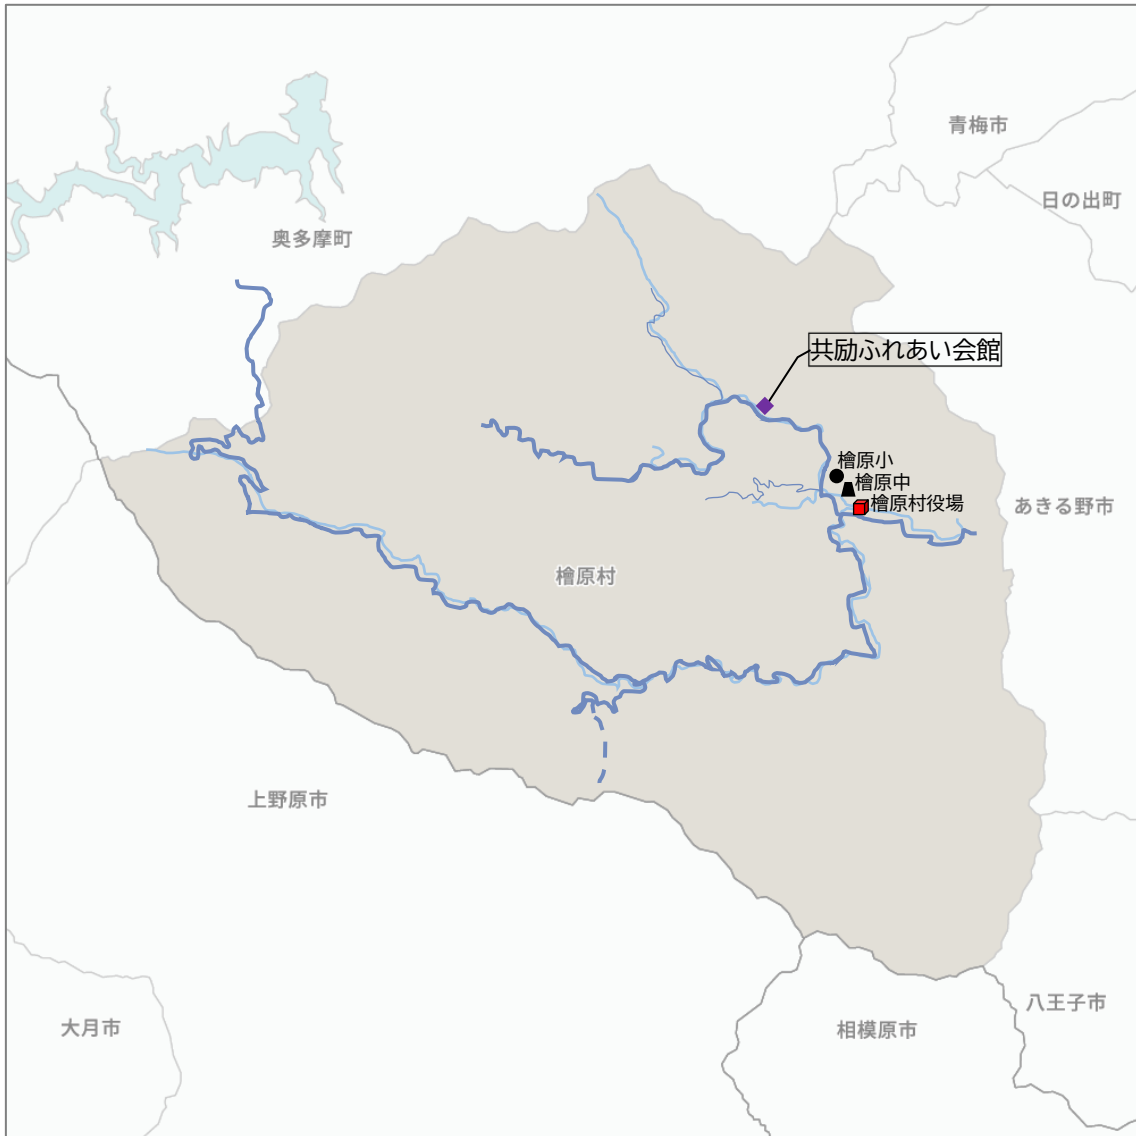 青梅市
日の出町
奥多摩町
共励ふれあい会館
檜原小
檜原中
檜原村役場
あきる野市
檜原村
上野原市
八王子市
大月市
相模原市